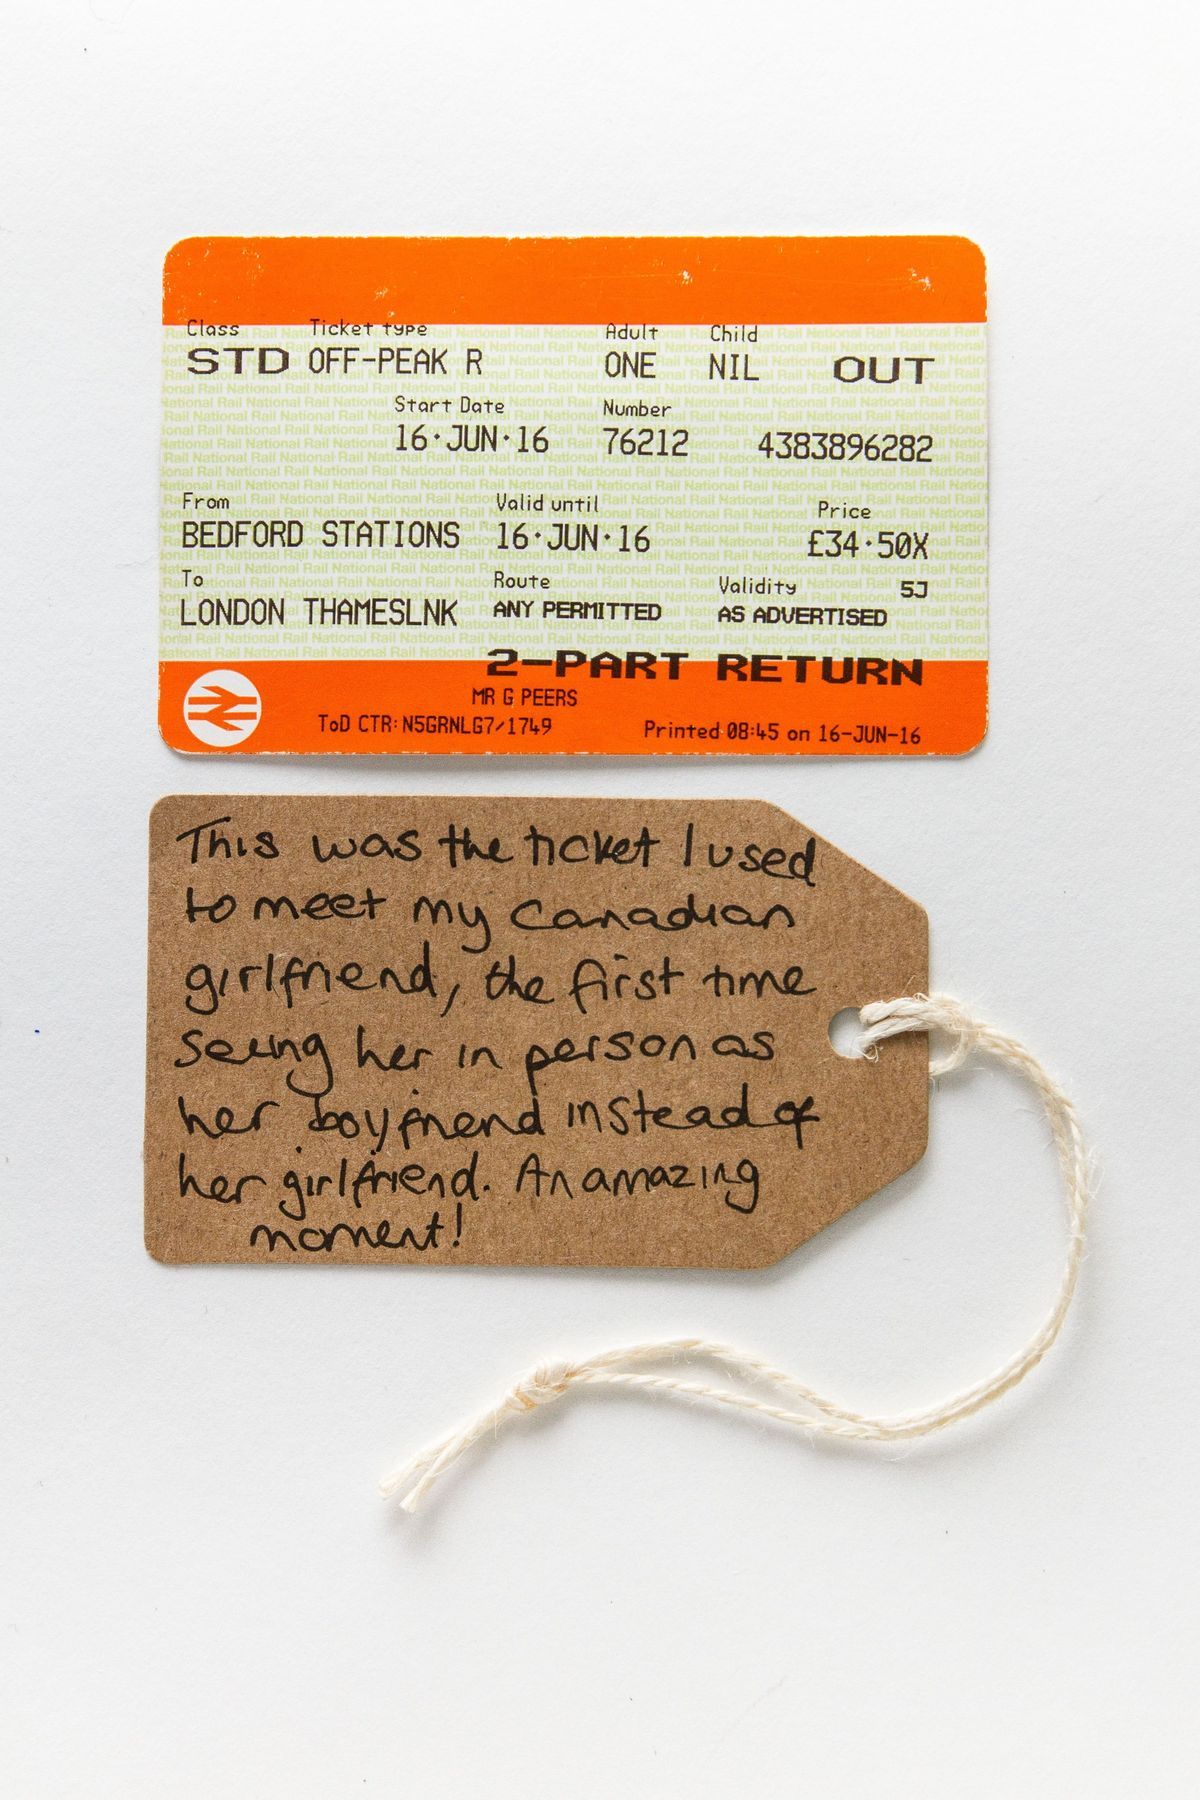 Class Ticket type Adult Child
STD OFF-PEAK R ONE NIL OUT
Start Date Number
16·JUN·16 76212 4383896282
From Valid until Price
BEDFORD STATIONS 16·JUN·16 £34·50X
To Route Validity 5J
LONDON THAMESLNK ANY PERMITTED AS ADVERTISED
2-PART RETURN
MR G PEERS
ToD CTR: N5GRNLG7/1749 Printed 08:45 on 16-JUN-16
This was the ticket I used
to meet my Canadian
girlfriend, the first time
seeing her in person as
her boyfriend instead of
her girlfriend. An amazing
moment!